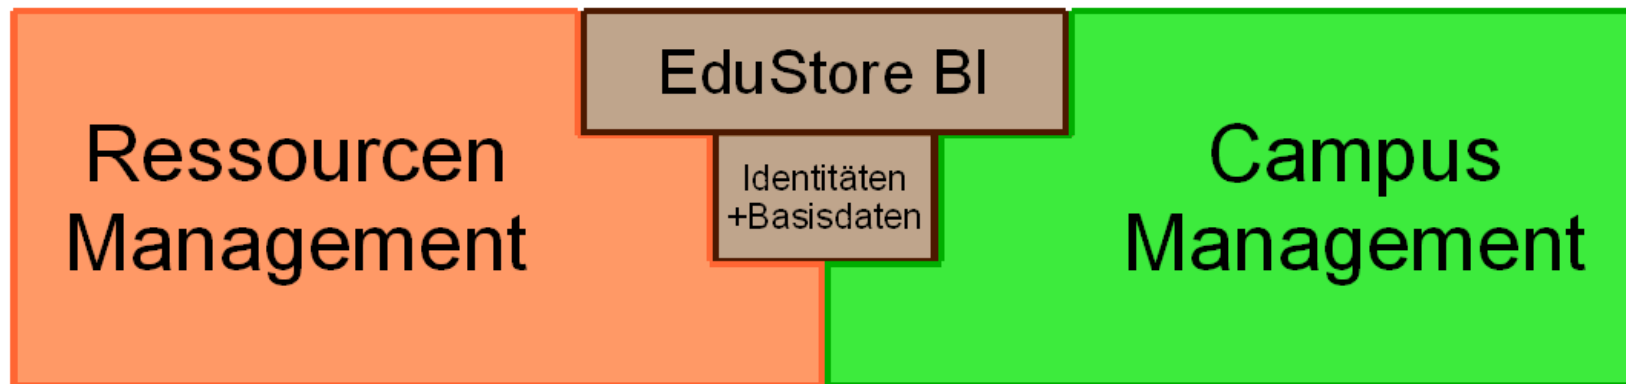 EduStore BI
Ressourcen
Management
Identitäten
+Basisdaten
Campus
Management